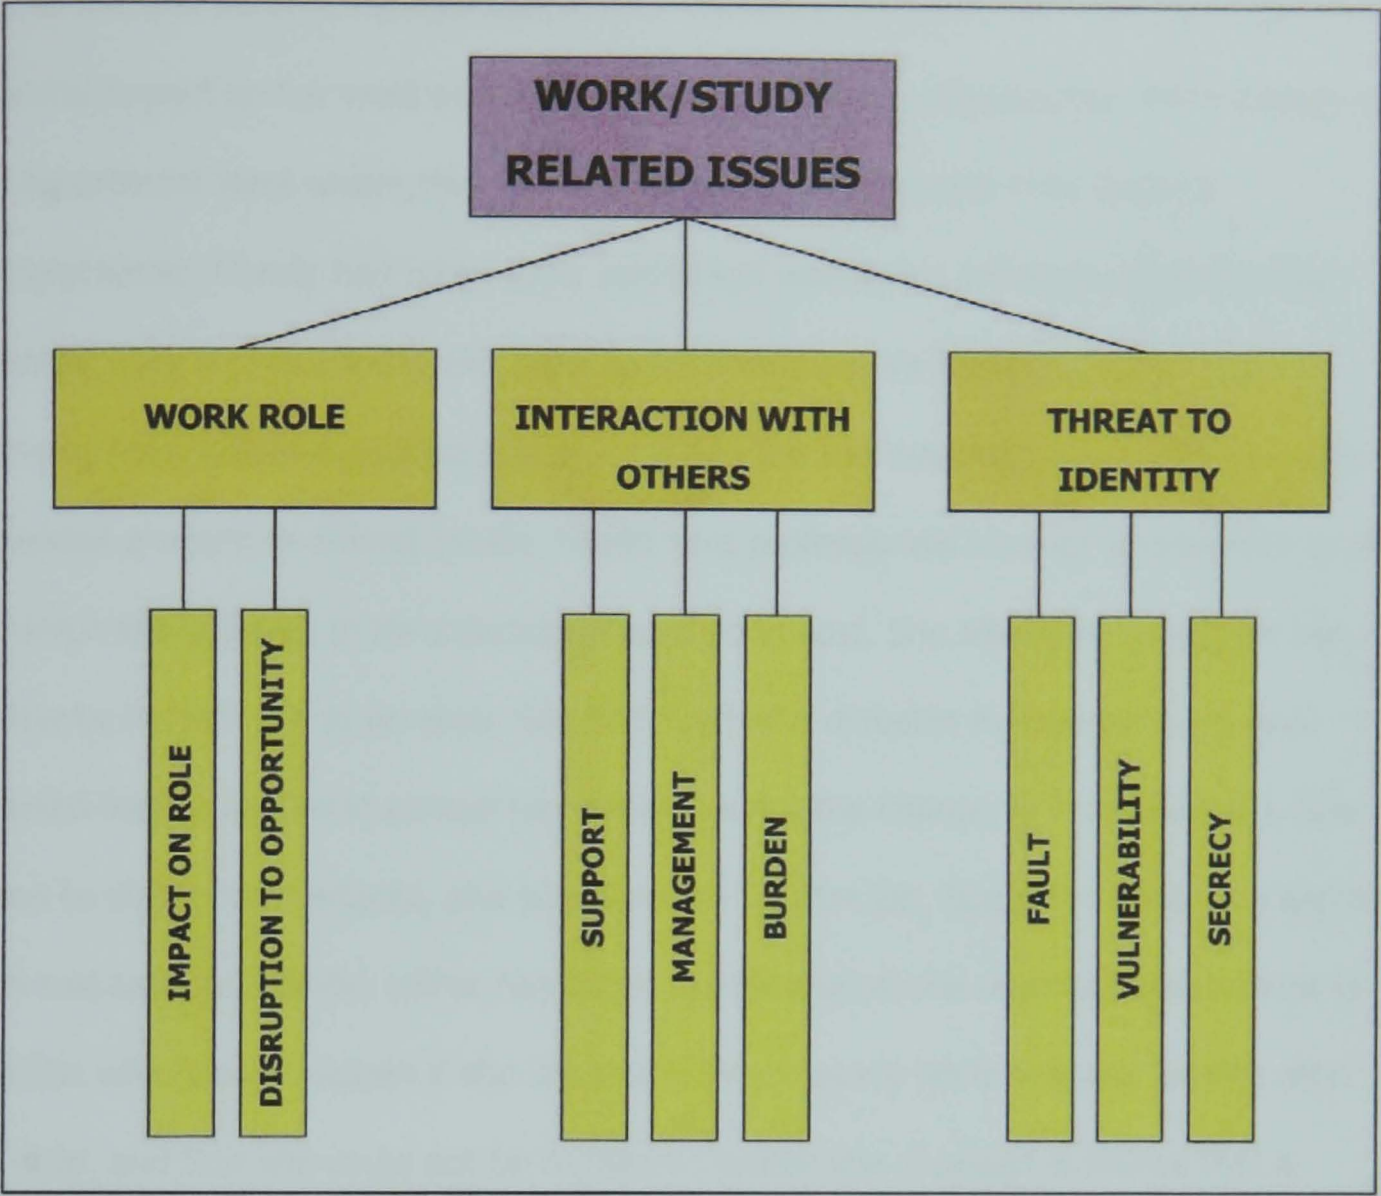 WORK/STUDY
RELATED ISSUES
WORK ROLE
INTERACTION WITH
OTHERS
THREAT TO
IDENTITY
IMPACT ON ROLE
DISRUPTION TO OPPORTUNITY
SUPPORT
MANAGEMENT
BURDEN
FAULT
VULNERABILITY
SECRECY